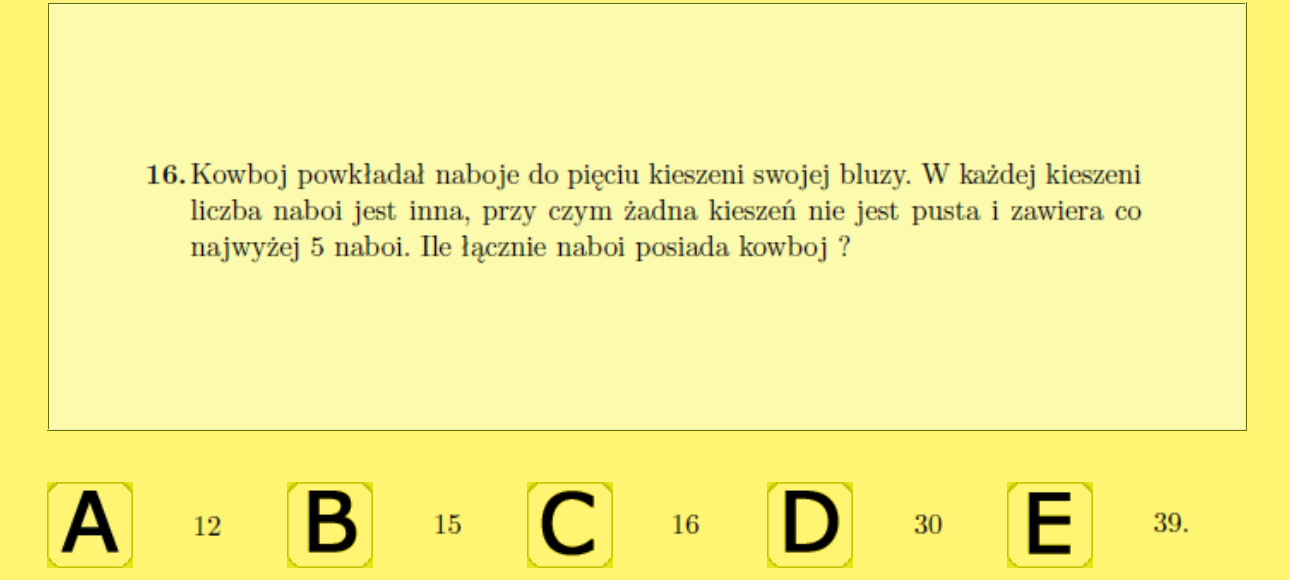 16. Kowboj powkładał naboje do pięciu kieszeni swojej bluzy. W każdej kieszeni
liczba naboi jest inna, przy czym żadna kieszeń nie jest pusta i zawiera co
najwyżej 5 naboi. Ile łącznie naboi posiada kowboj ?
A 12 B 15 C 16 D 30 E 39.